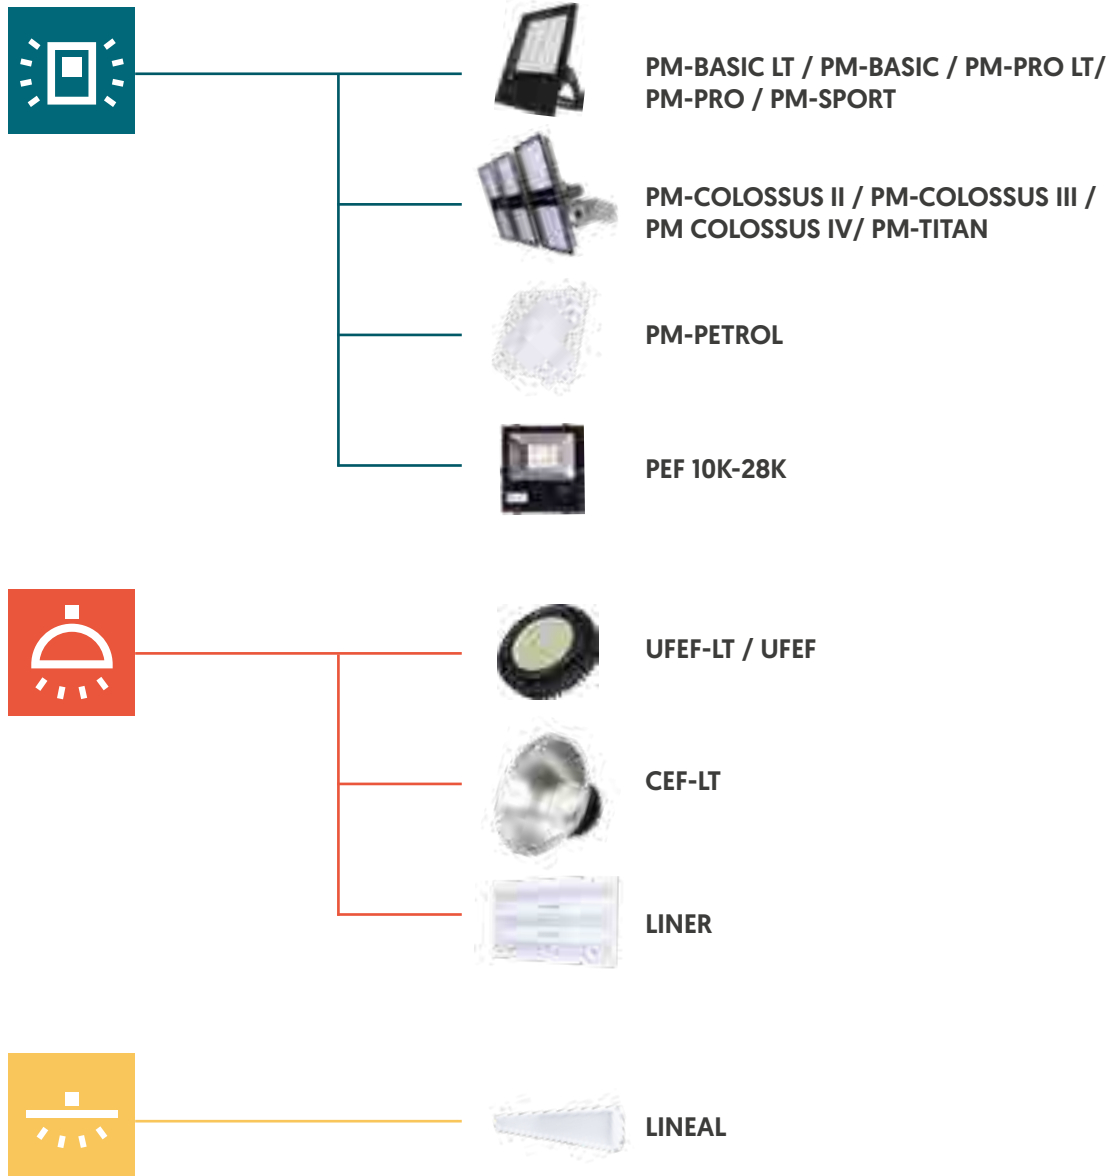 PM-BASIC LT / PM-BASIC / PM-PRO LT/
PM-PRO / PM-SPORT
PM-COLOSSUS II / PM-COLOSSUS III /
PM COLOSSUS IV/ PM-TITAN
PM-PETROL
PEF 10K-28K
UFEF-LT / UFEF
CEF-LT
LINER
LINEAL